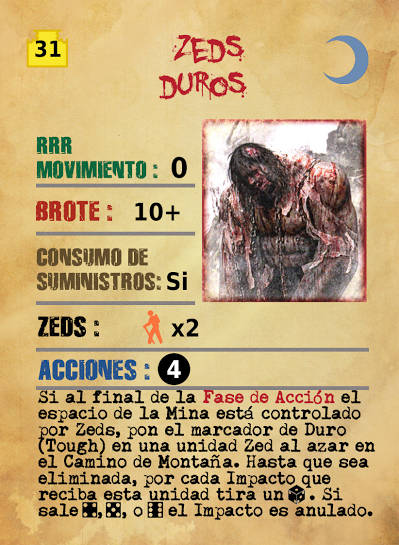 31
ZEDS
DUROS
RRR
MOVIMIENTO : 0
BROTE : 10+
CONSUMO DE
SUMINISTROS: Si
ZEDS : x2
ACCIONES : 4
Si al final de la Fase de Acción el
espacio de la Mina está controlado
por Zeds, pon el marcador de Duro
(Tough) en una unidad Zed al azar en
el Camino de Montaña. Hasta que sea
eliminada, por cada Impacto que
reciba esta unidad tira un . Si
sale , , o el Impacto es anulado.